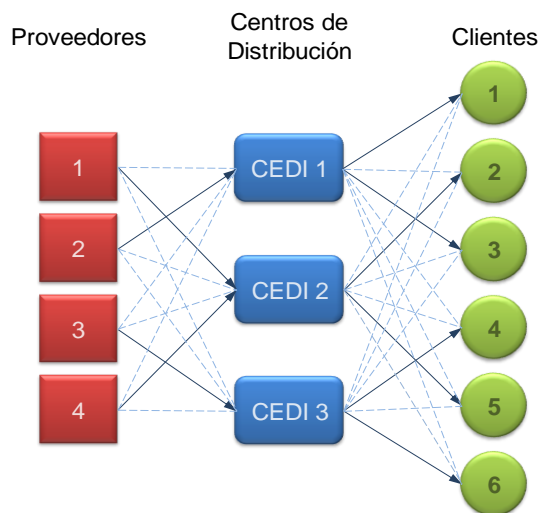 Proveedores
Centros de
Distribución
Clientes
1
2
3
4
CEDI 1
CEDI 2
CEDI 3
1
2
3
4
5
6